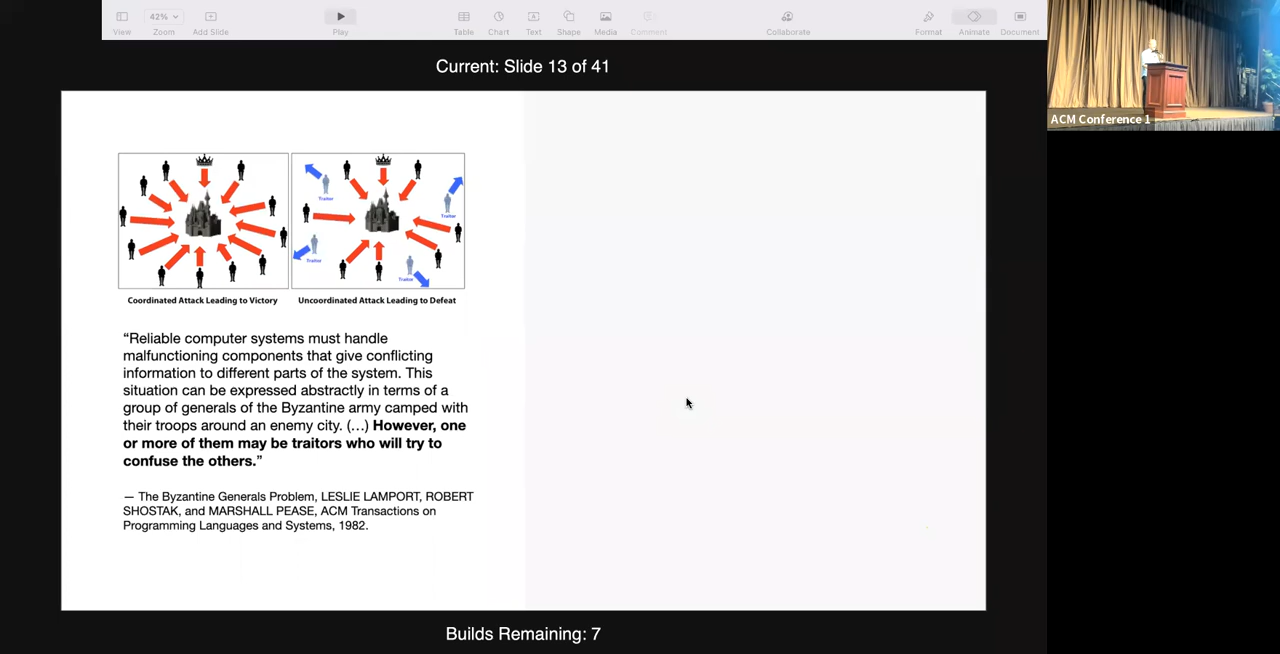 42%
View
Zoom
Add Slide
Play
Table
Chart
Text
Shape
Media
Comment
Collaborate
Format
Animate
Document
Current: Slide 13 of 41
ACM Conference 1
Traitor
Traitor
Traitor
Traitor
Coordinated Attack Leading to Victory
Uncoordinated Attack Leading to Defeat
“Reliable computer systems must handle
malfunctioning components that give conflicting
information to different parts of the system. This
situation can be expressed abstractly in terms of a
group of generals of the Byzantine army camped with
their troops around an enemy city. (…) However, one
or more of them may be traitors who will try to
confuse the others.”
— The Byzantine Generals Problem, LESLIE LAMPORT, ROBERT
SHOSTAK, and MARSHALL PEASE, ACM Transactions on
Programming Languages and Systems, 1982.
Builds Remaining: 7